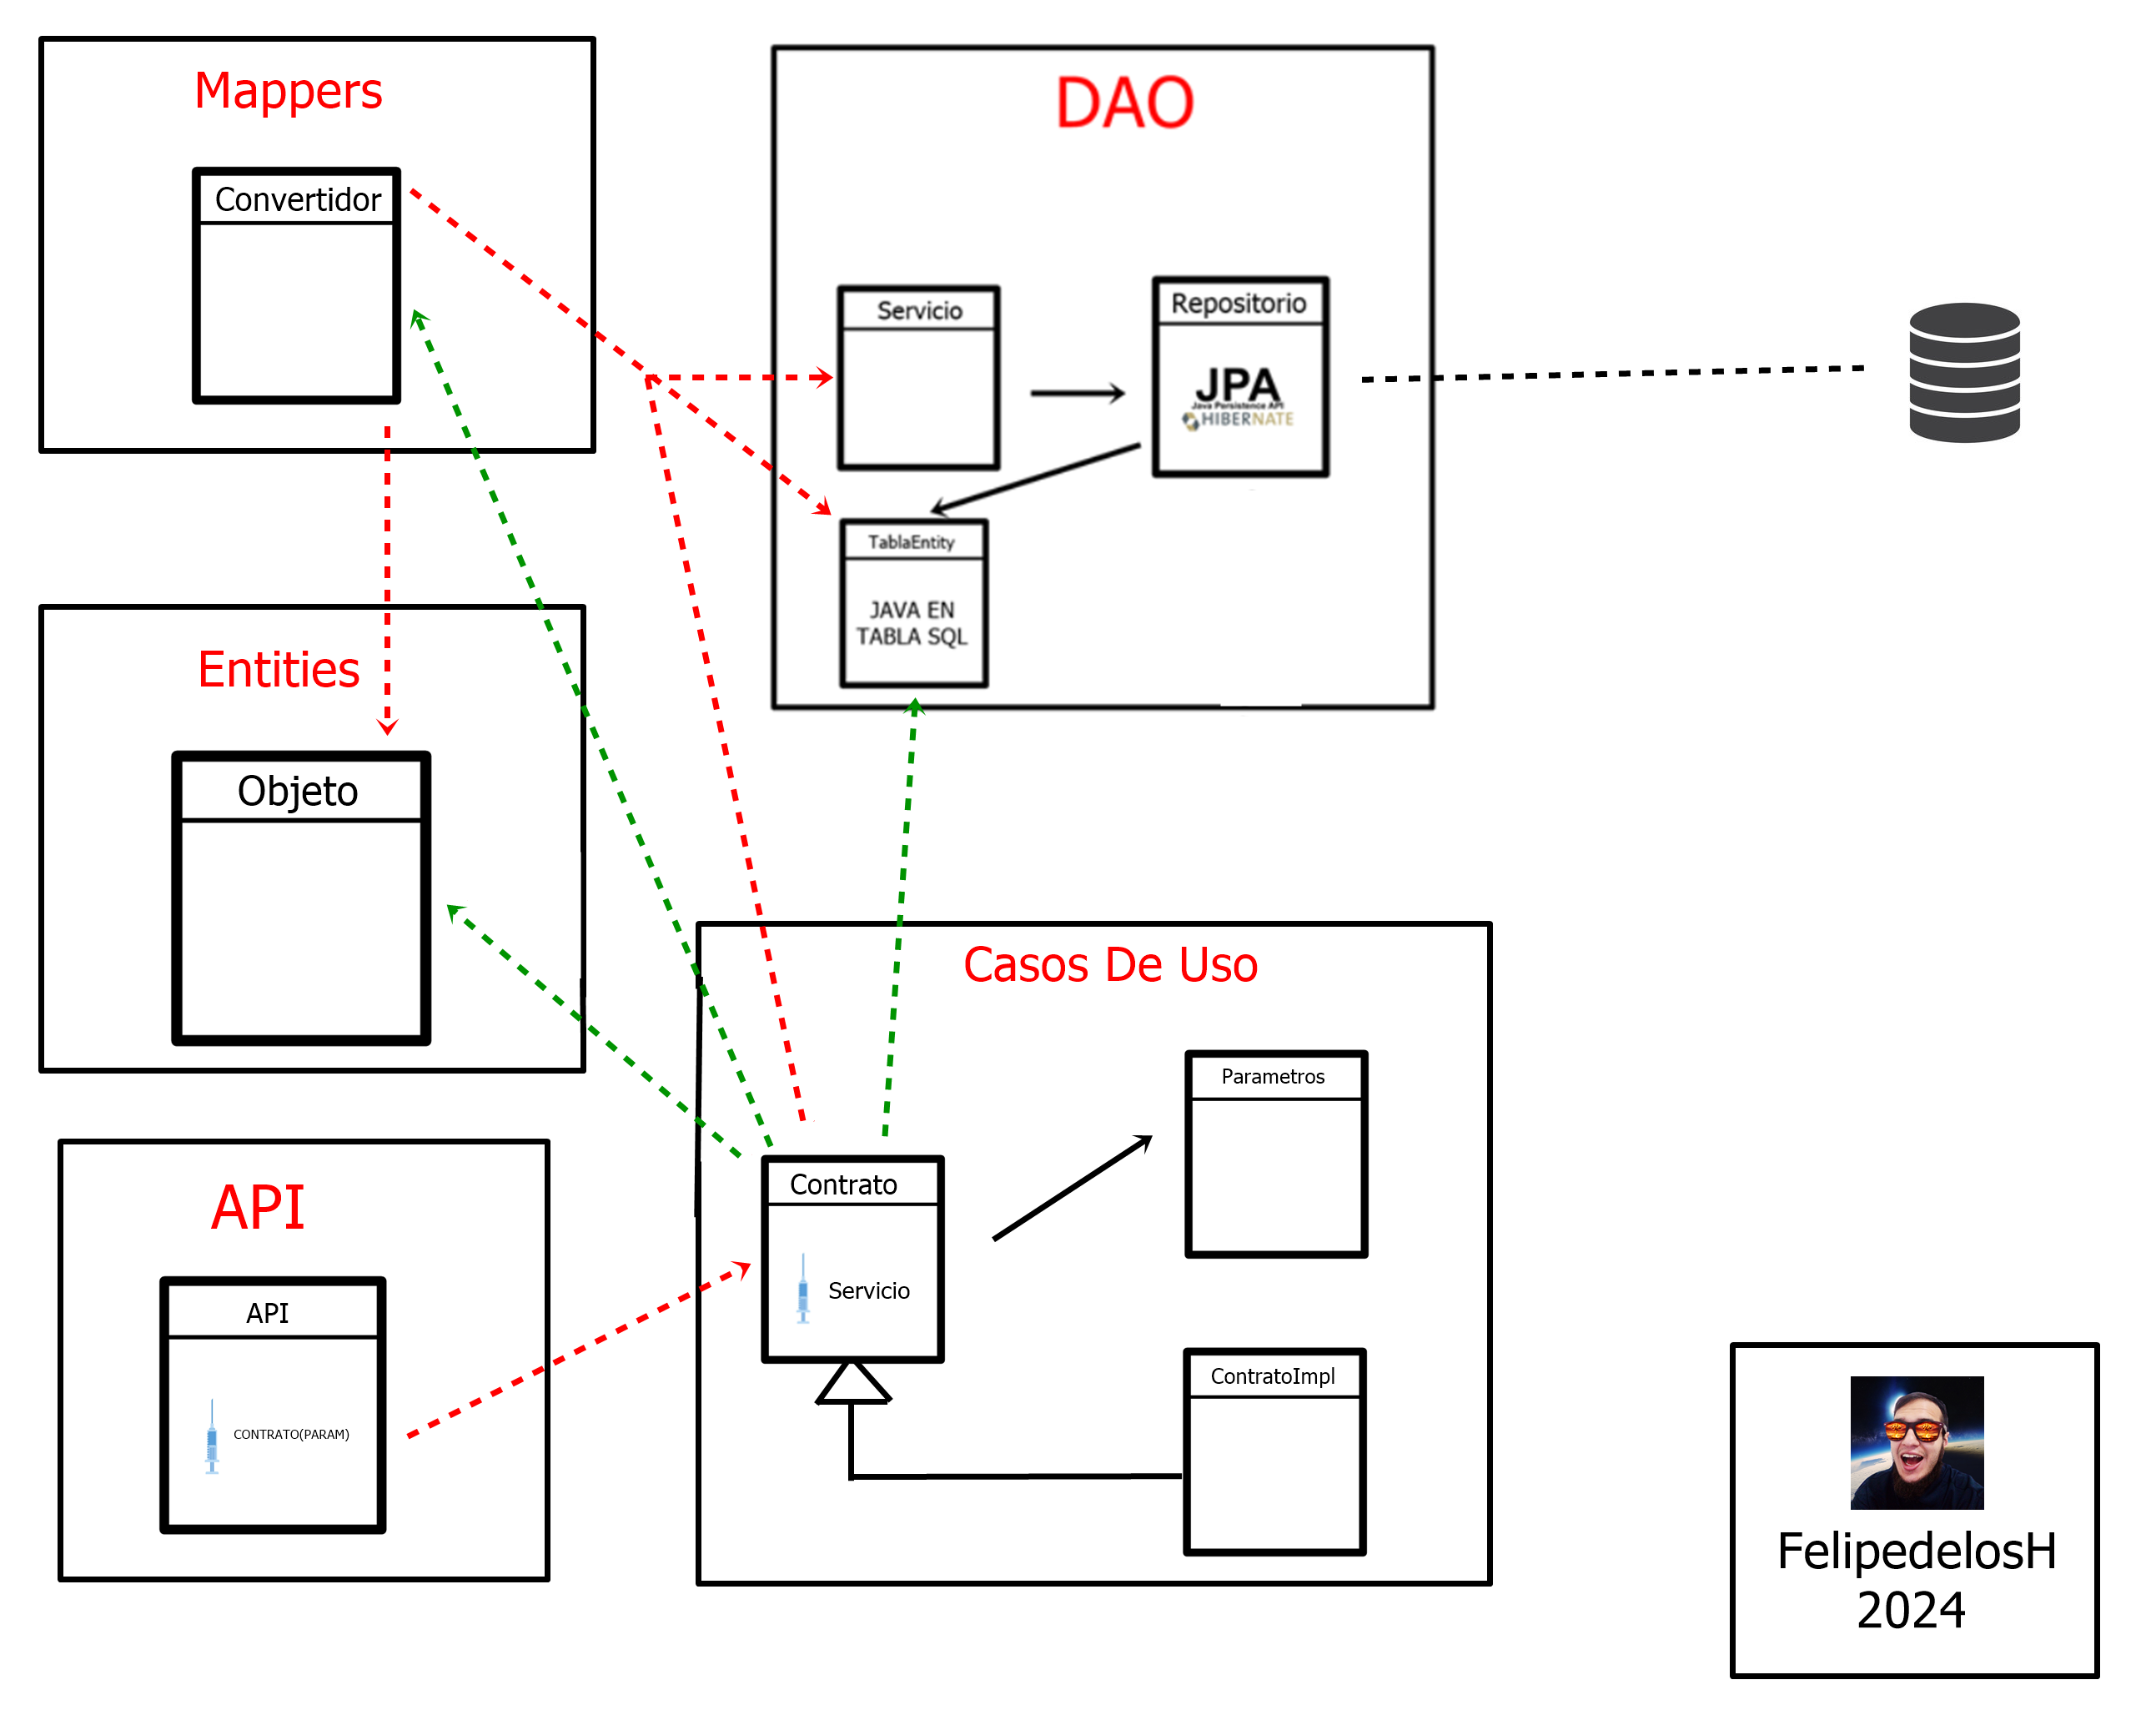 Mappers
Convertidor
DAO
Servicio
Repositorio
JPA
Java Persistence API
HIBERNATE
TablaEntity
JAVA EN
TABLA SQL
Entities
Objeto
Casos De Uso
Parametros
Contrato
Servicio
ContratoImpl
API
API
CONTRATO(PARAM)
FelipedelosH
2024